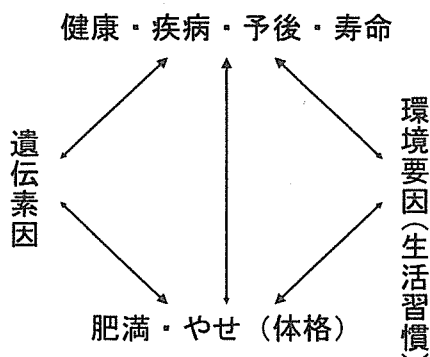 健康・疾病・予後・寿命
遺伝素因
環境要因（生活習慣）
肥満・やせ（体格）